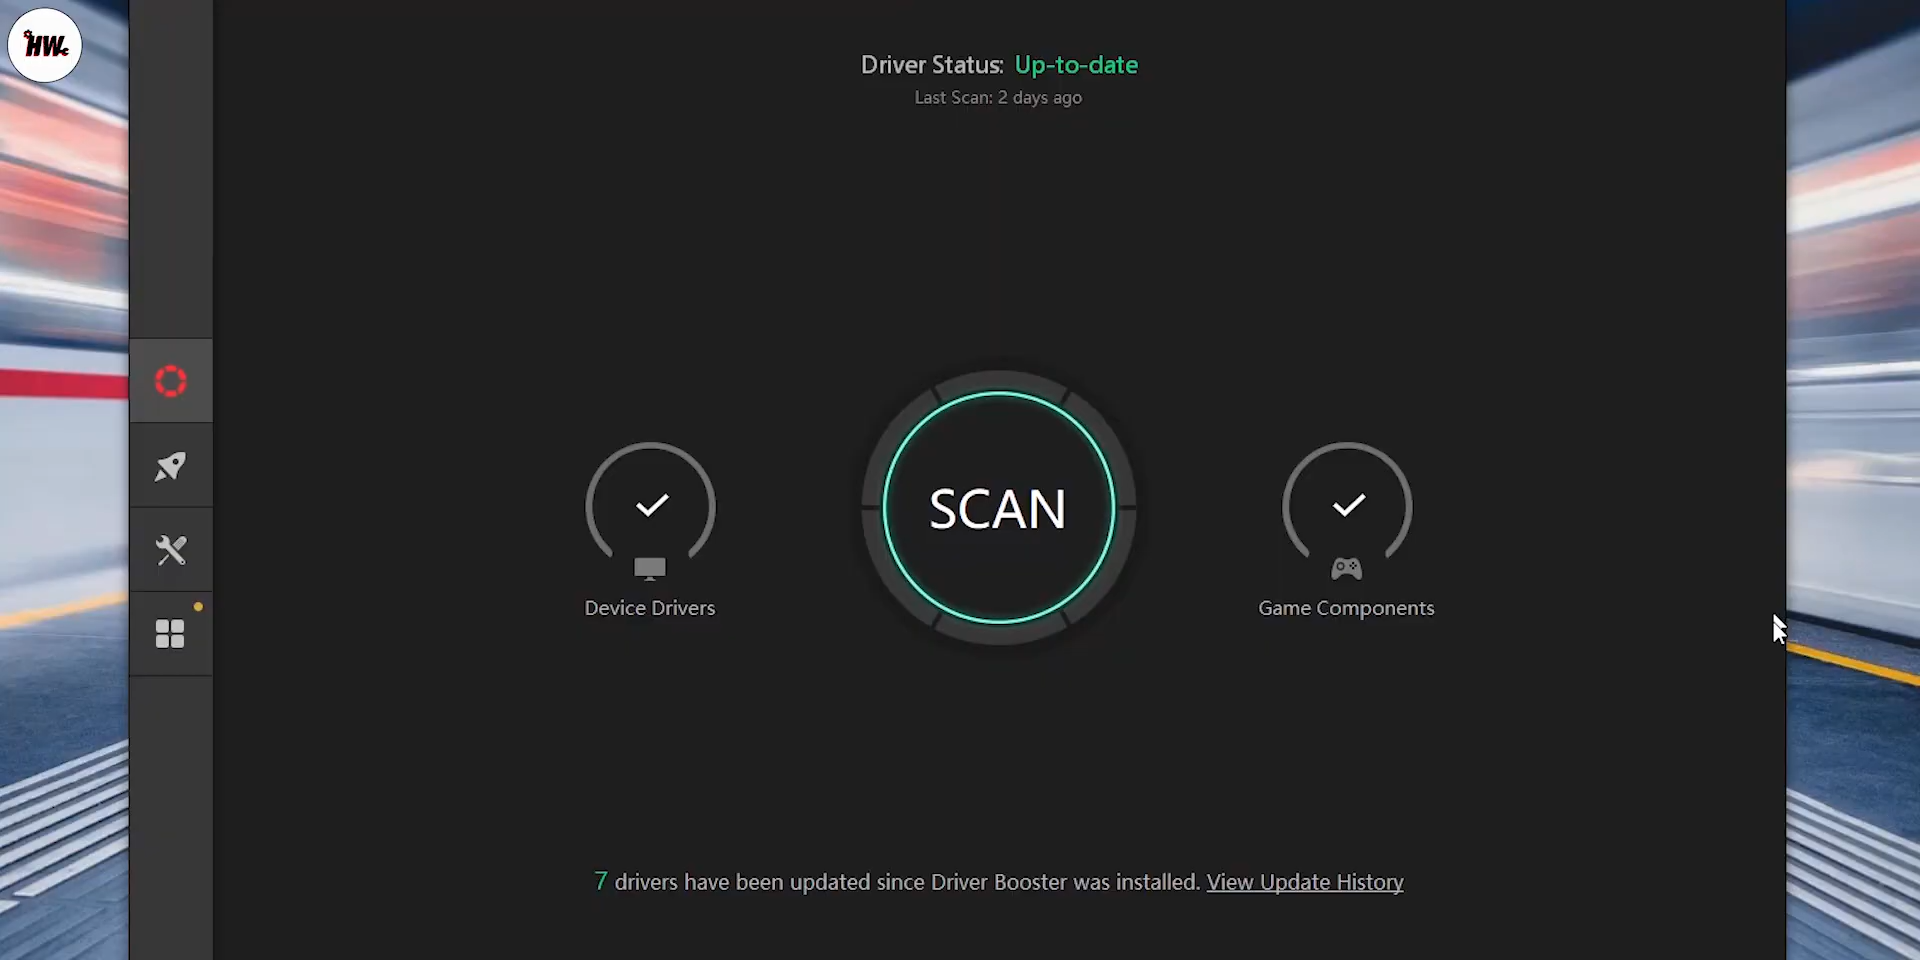 HW
Driver Status: Up-to-date
Last Scan: 2 days ago
SCAN
Device Drivers
Game Components
7 drivers have been updated since Driver Booster was installed. View Update History